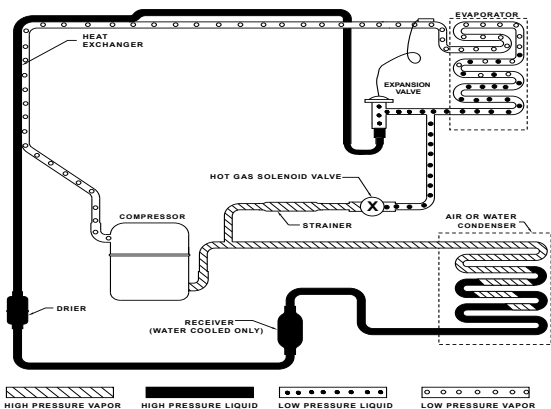 EVAPORATOR
HEAT
EXCHANGER
EXPANSION
VALVE
HOT GAS SOLENOID VALVE
X
STRAINER
COMPRESSOR
AIR OR WATER
CONDENSER
DRIER
RECEIVER
(WATER COOLED ONLY)
HIGH PRESSURE VAPOR
HIGH PRESSURE LIQUID
LOW PRESSURE LIQUID
LOW PRESSURE VAPOR